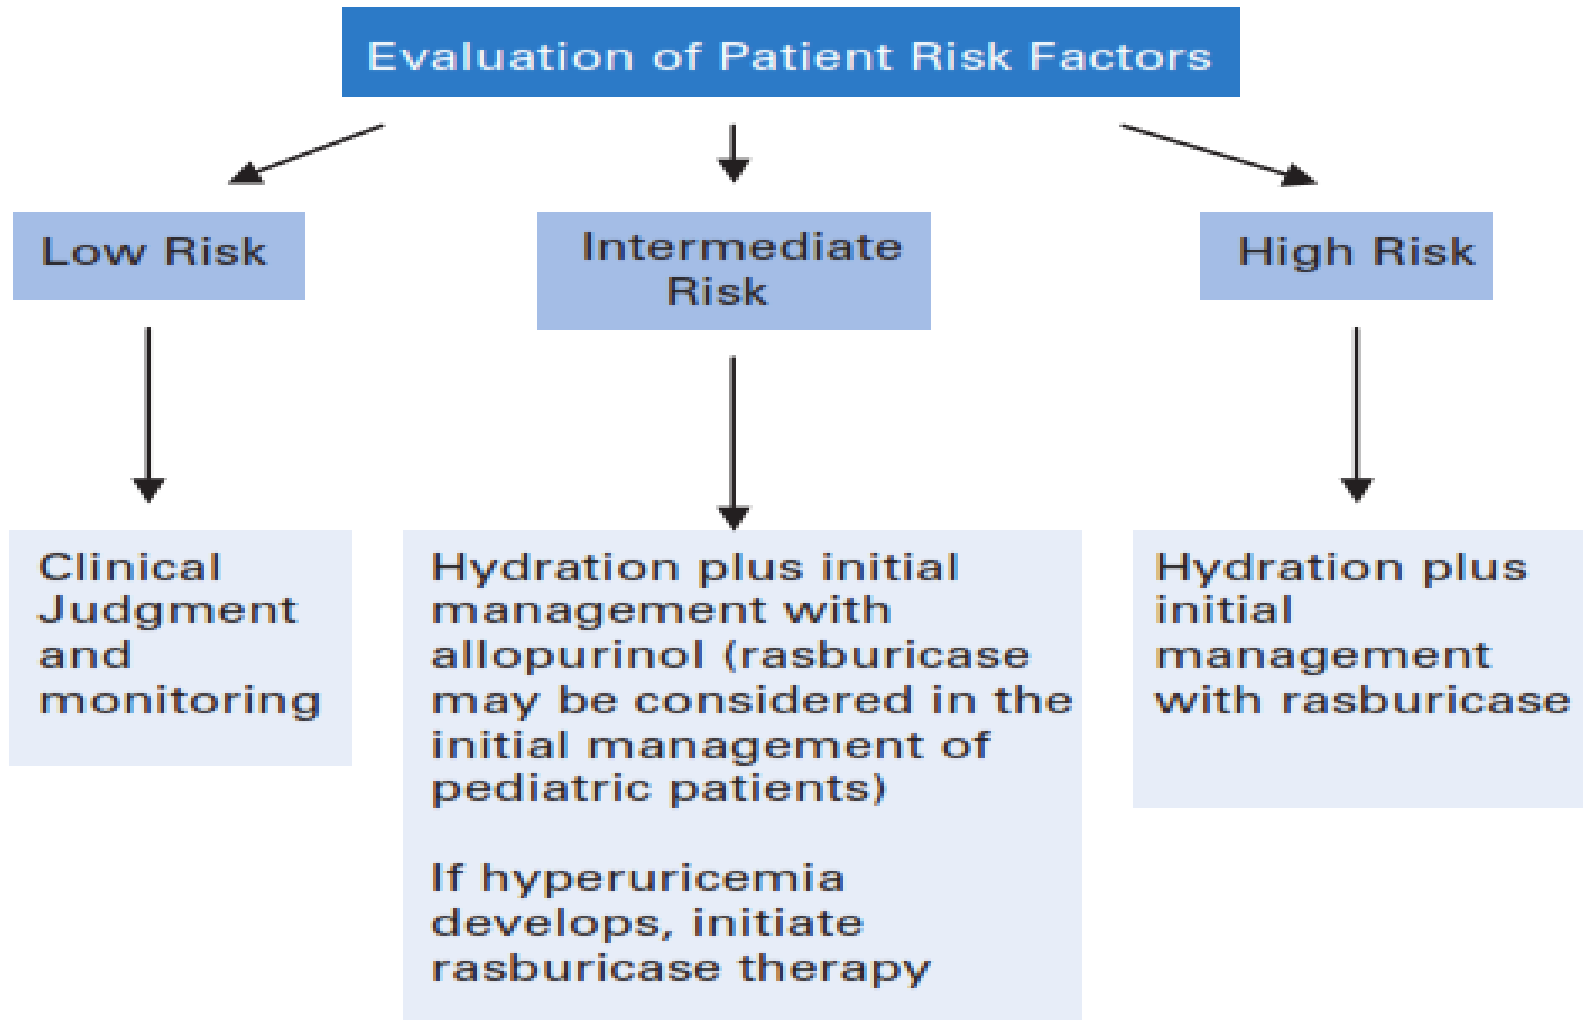 Evaluation of Patient Risk Factors
Low Risk
Intermediate
Risk
High Risk
Clinical
Judgment
and
monitoring
Hydration plus initial
management with
allopurinol (rasburicase
may be considered in the
initial management of
pediatric patients)
If hyperuricemia
develops, initiate
rasburicase therapy
Hydration plus
initial
management
with rasburicase